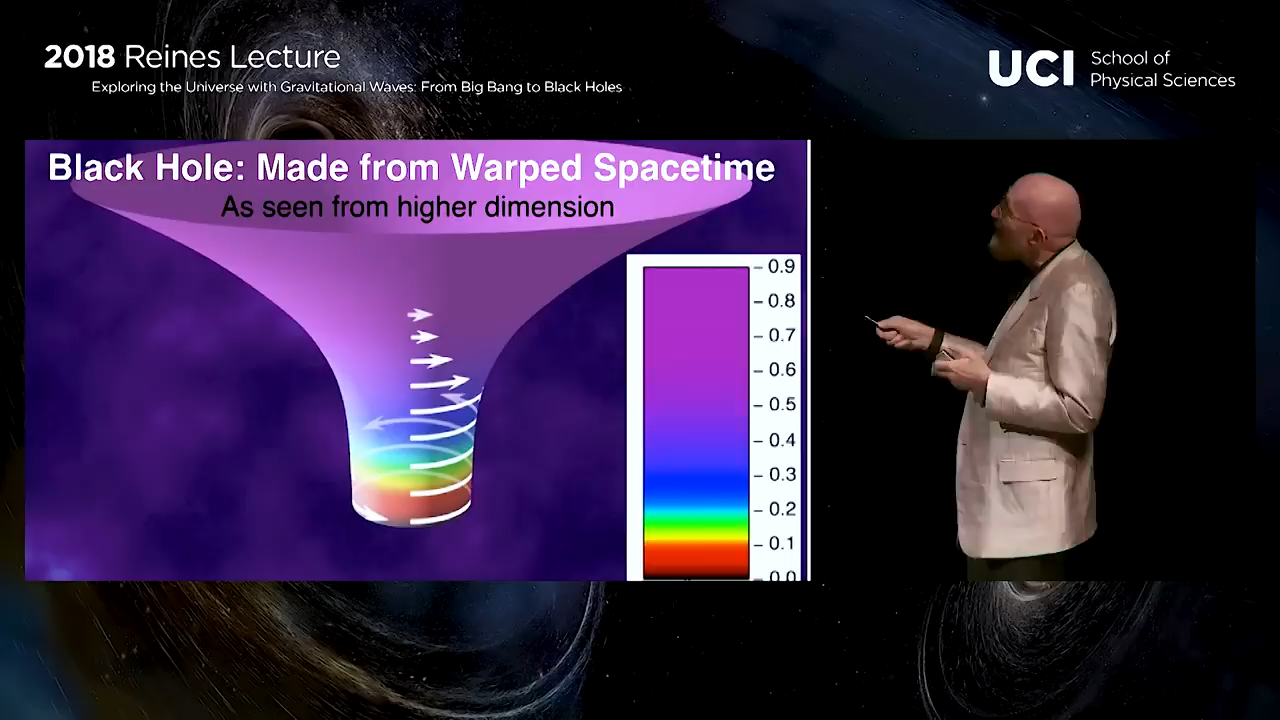 2018 Reines Lecture
Exploring the Universe with Gravitational Waves: From Big Bang to Black Holes
UCI School of
Physical Sciences
Black Hole: Made from Warped Spacetime
As seen from higher dimension
0.9
0.8
0.7
0.6
0.5
0.4
0.3
0.2
0.1
0.0